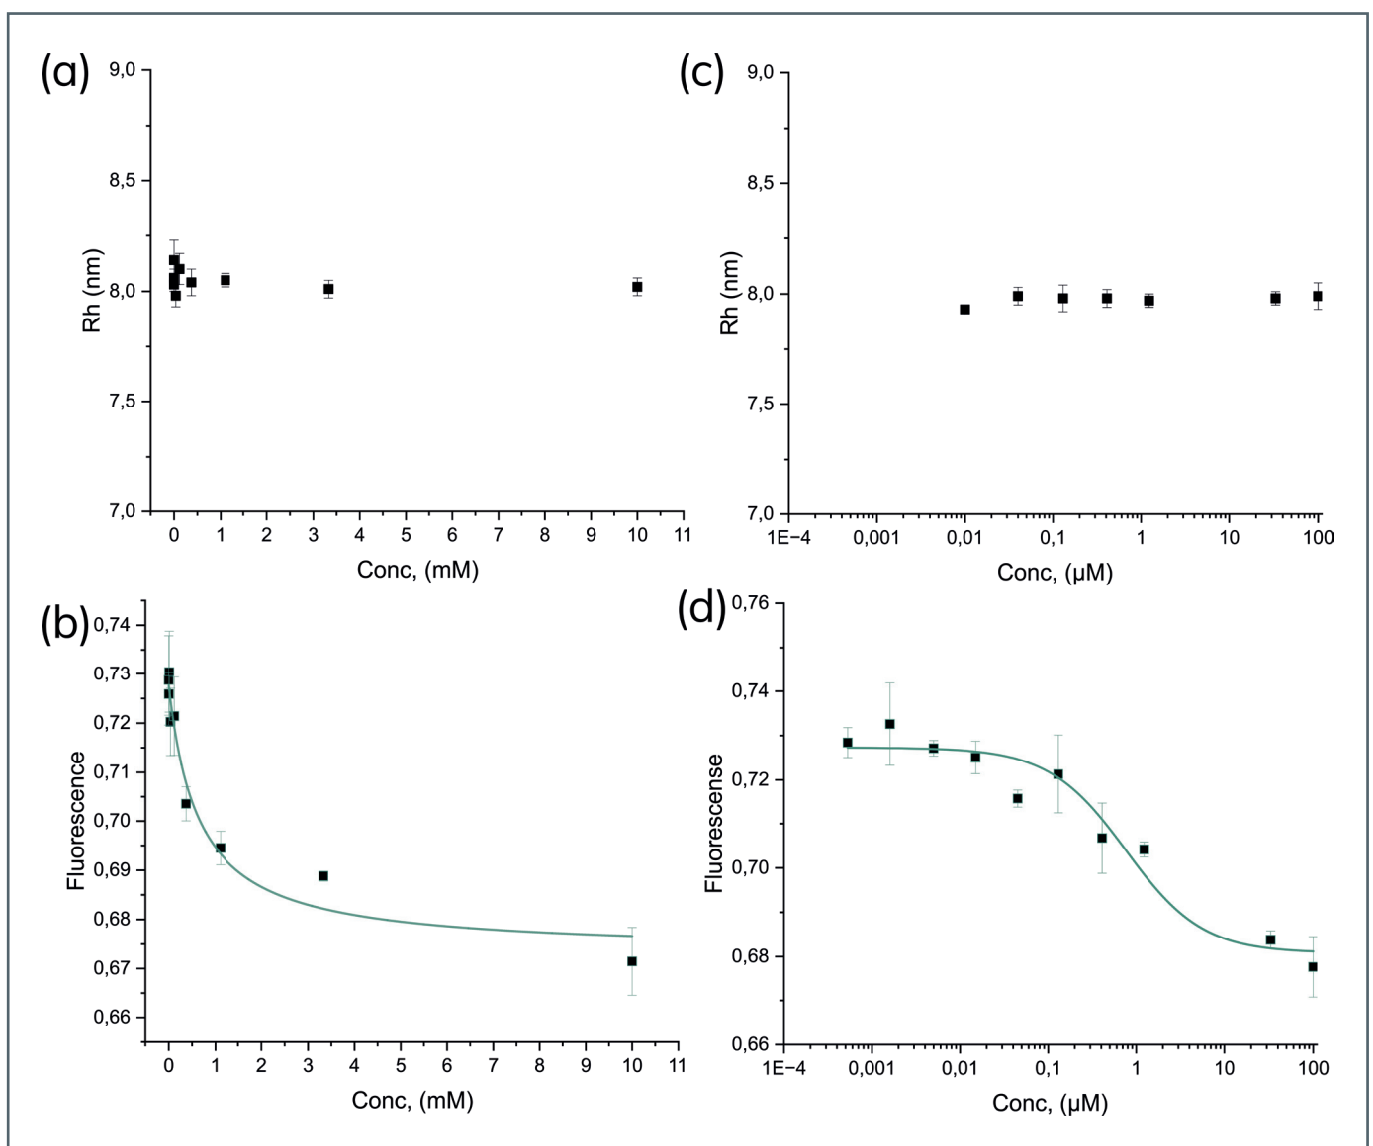 (a)
9,0
8,5
8,0
7,5
7,0
Rh (nm)
0 1 2 3 4 5 6 7 8 9 10 11
Conc, (mM)
(c)
9,0
8,5
8,0
7,5
7,0
Rh (nm)
1E−4 0,001 0,01 0,1 1 10 100
Conc, (µM)
(b)
0,74
0,73
0,72
0,71
0,70
0,69
0,68
0,67
0,66
Fluorescence
0 1 2 3 4 5 6 7 8 9 10 11
Conc, (mM)
(d)
0,76
0,74
0,72
0,70
0,68
0,66
Fluorescense
1E−4 0,001 0,01 0,1 1 10 100
Conc, (µM)